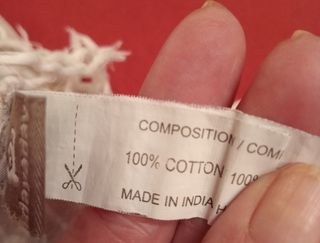 COMPOSITION / COM
100% COTTON 100%
MADE IN INDIA